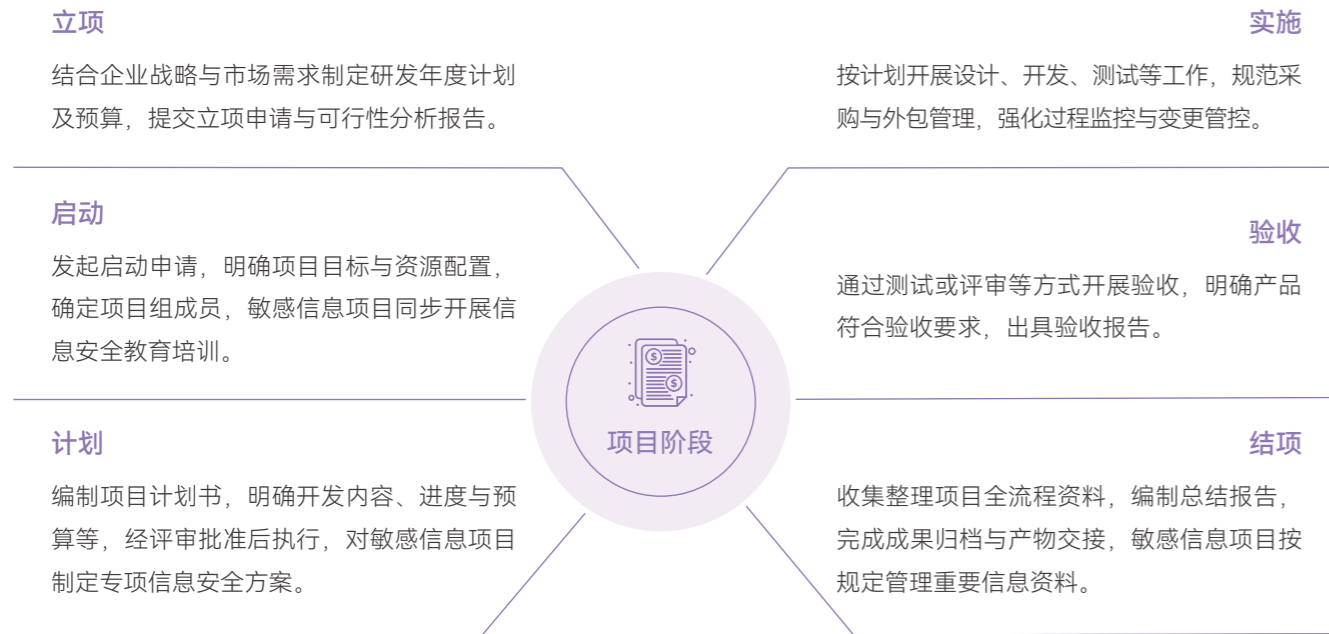 立项
结合企业战略与市场需求制定研发年度计划
及预算，提交立项申请与可行性分析报告。
启动
发起启动申请，明确项目目标与资源配置，
确定项目组成员，敏感信息项目同步开展信
息安全教育培训。
计划
编制项目计划书，明确开发内容、进度与预
算等，经评审批准后执行，对敏感信息项目
制定专项信息安全方案。
$
$
项目阶段
实施
按计划开展设计、开发、测试等工作，规范采
购与外包管理，强化过程监控与变更管控。
验收
通过测试或评审等方式开展验收，明确产品
符合验收要求，出具验收报告。
结项
收集整理项目全流程资料，编制总结报告，
完成成果归档与产物交接，敏感信息项目按
规定管理重要信息资料。